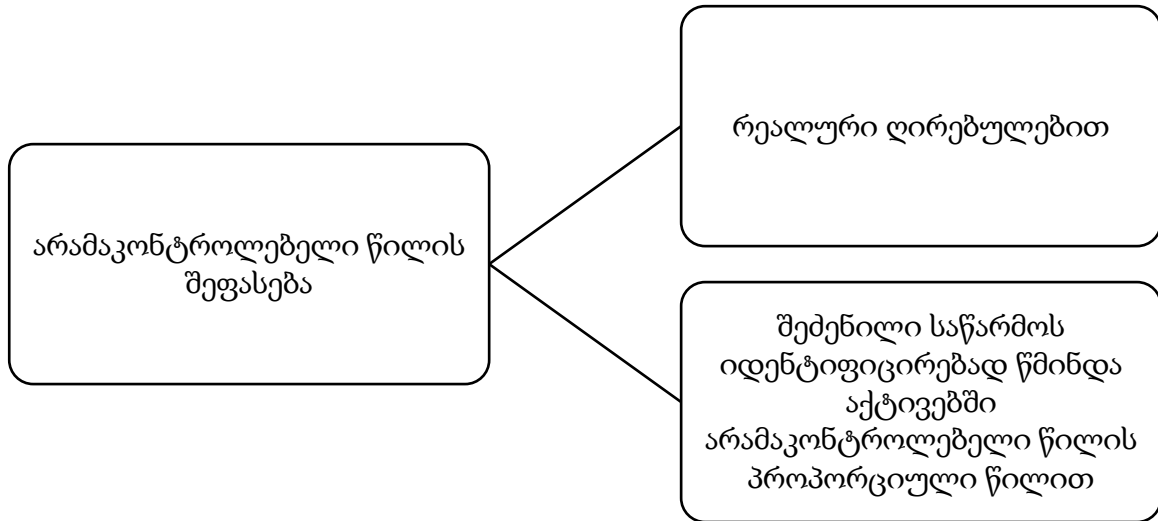 არამაკონტროლებელი წილის
შეფასება
რეალური ღირებულებით
შეძენილი საწარმოს
იდენტიფიცირებად წმინდა
აქტივებში
არამაკონტროლებელი წილის
პროპორციული წილით